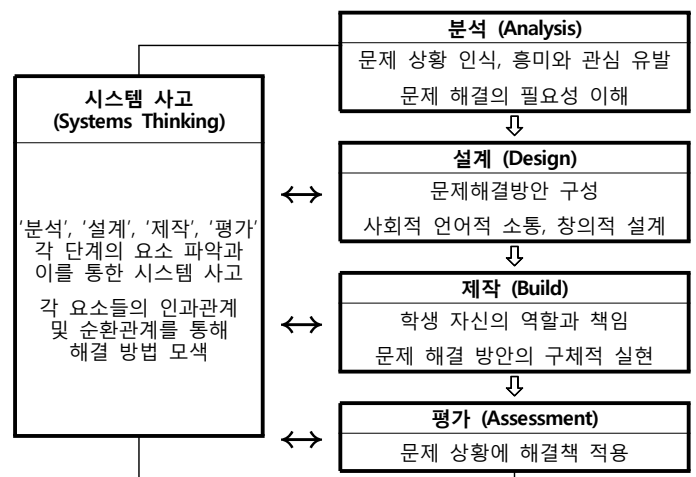 분석 (Analysis)
문제 상황 인식, 흥미와 관심 유발
문제 해결의 필요성 이해
시스템 사고
(Systems Thinking)
'분석', '설계', '제작', '평가'
각 단계의 요소 파악과
이를 통한 시스템 사고
각 요소들의 인과관계
및 순환관계를 통해
해결 방법 모색
설계 (Design)
문제해결방안 구성
사회적 언어적 소통, 창의적 설계
제작 (Build)
학생 자신의 역할과 책임
문제 해결 방안의 구체적 실현
평가 (Assessment)
문제 상황에 해결책 적용